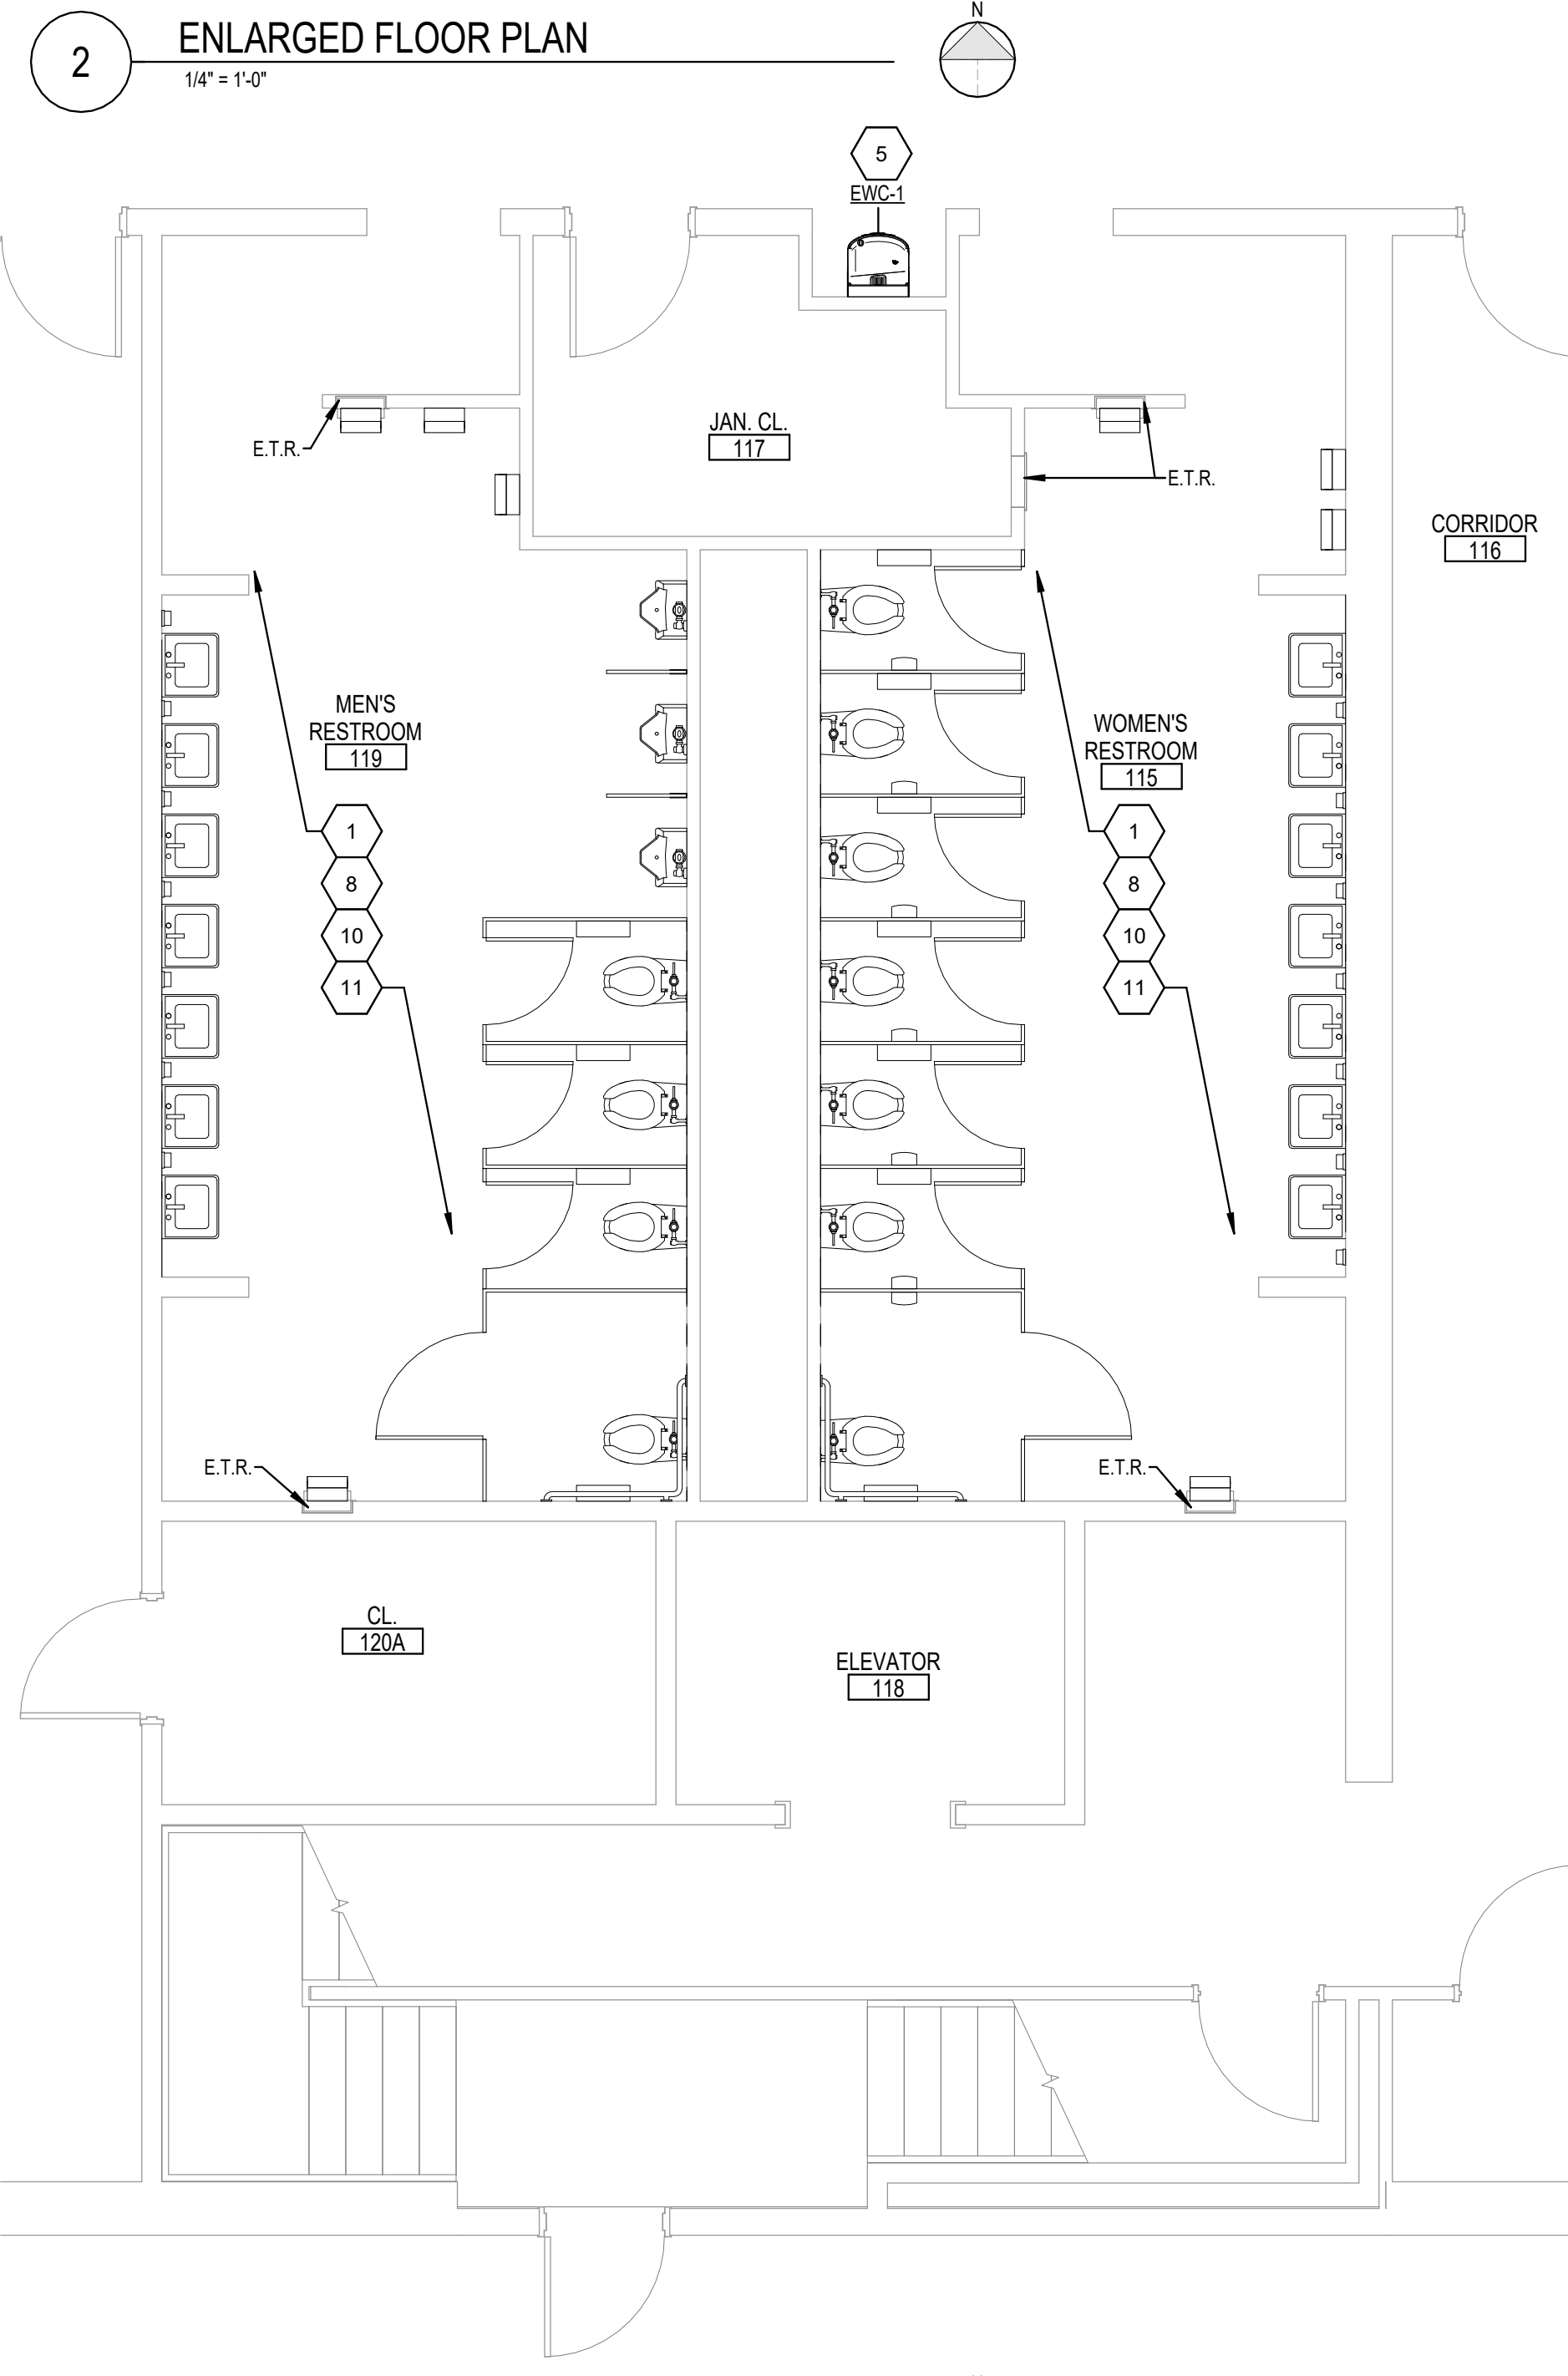 2
ENLARGED FLOOR PLAN
1/4" = 1'-0"
N
5
EWC-1
E.T.R.
JAN. CL.
117
E.T.R.
CORRIDOR
116
MEN'S
RESTROOM
119
WOMEN'S
RESTROOM
115
1
8
10
11
1
8
10
11
E.T.R.
E.T.R.
CL.
120A
ELEVATOR
118